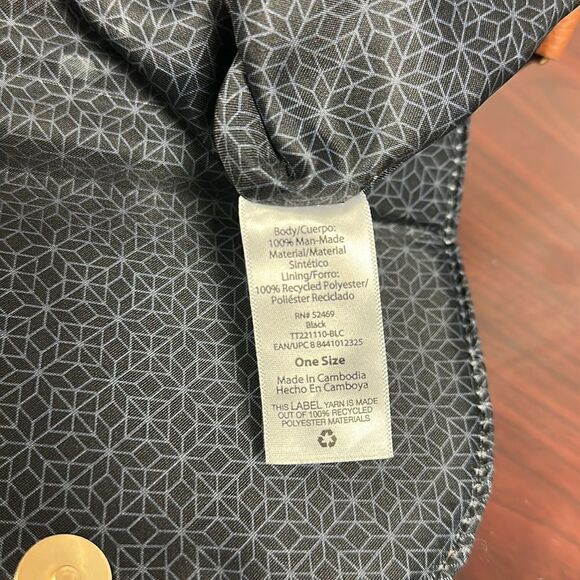 Body/Cuerpo:
100% Man-Made
Material/Material
Sintético
Lining/Forro:
100% Recycled Polyester/
Poliéster Reciclado
RN# 52469
Black
TT221110-BLC
EAN/UPC 8 8441012325
One Size
Made in Cambodia
Hecho En Camboya
THIS LABEL YARN IS MADE
OUT OF 100% RECYCLED
POLYESTER MATERIALS